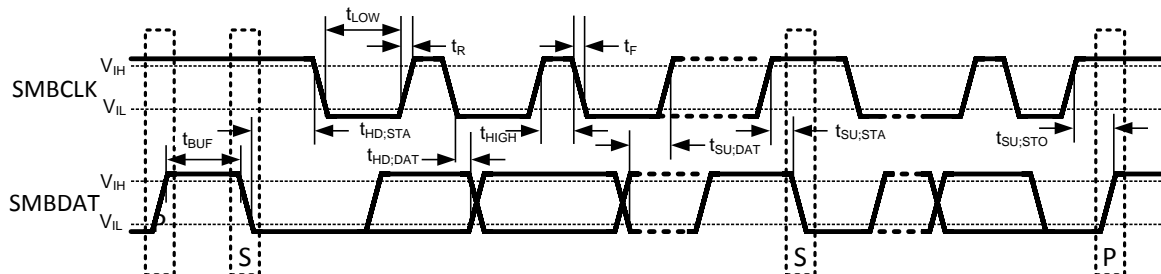 tLOW
tR
tF
VIH
SMBCLK
VIL
tBUF
tHD;STA
tHIGH
tSU;DAT
tSU;STA
tSU;STO
tHD;DAT
VIH
SMBDAT
VIL
P
S
S
P